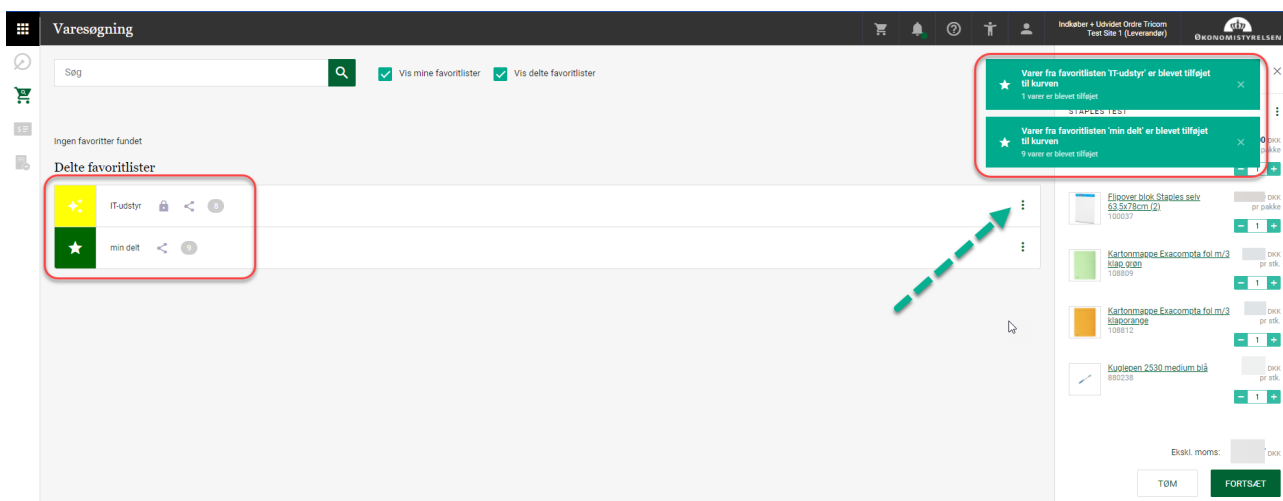 Varesøgning
Indkøber + Udvidet Ordre Tricom
Test Site 1 (Leverandør)
ØKONOMISTYRELSEN
Søg
Vis mine favoritlister
Vis delte favoritlister
Varer fra favoritlisten 'IT-udstyr' er blevet tilføjet
til kurven
1 varer er blevet tilføjet
STAPLES TEST
Varer fra favoritlisten 'min delt' er blevet tilføjet
til kurven
9 varer er blevet tilføjet
DKK
pakke
1
Ingen favoritter fundet
Delte favoritlister
IT-udstyr
min delt
9
Flipover blok Staples selv
63,5x78cm (2)
100037
DKK
pr pakke
1
Kartonmappe Exacompta fol m/3
klap grøn
108809
DKK
pr stk.
1
Kartonmappe Exacompta fol m/3
klaporange
108812
DKK
pr stk.
1
Kuglepen 2530 medium blå
880238
DKK
pr stk.
1
Ekskl. moms:
DKK
TØM
FORTSÆT